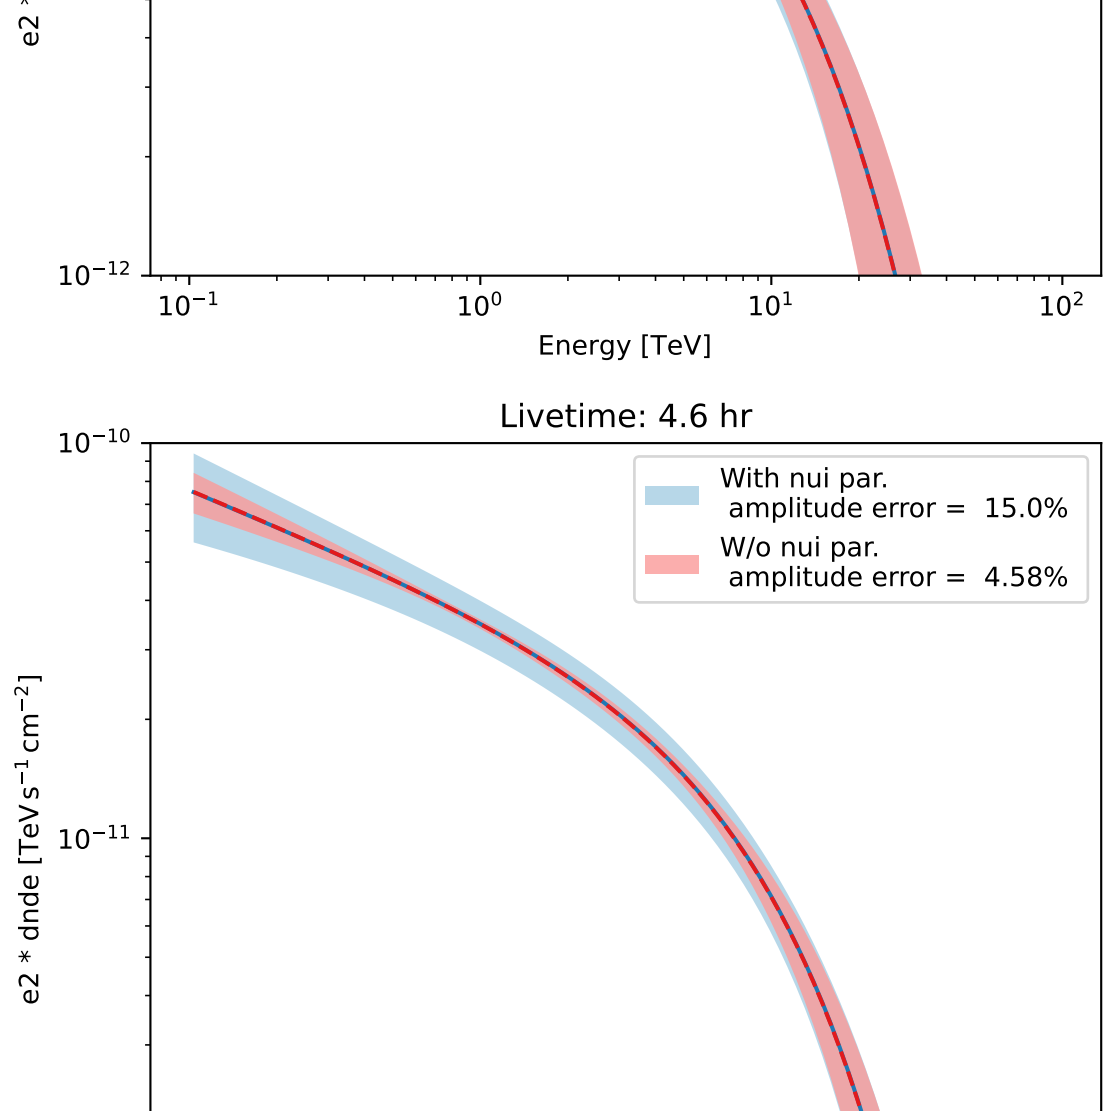 e2 *
10⁻¹²
10⁻¹ 10⁰ 10¹ 10²
Energy [TeV]
Livetime: 4.6 hr
10⁻¹⁰
With nui par.
amplitude error = 15.0%
W/o nui par.
amplitude error = 4.58%
e2 * dnde [TeV s⁻¹ cm⁻²]
10⁻¹¹